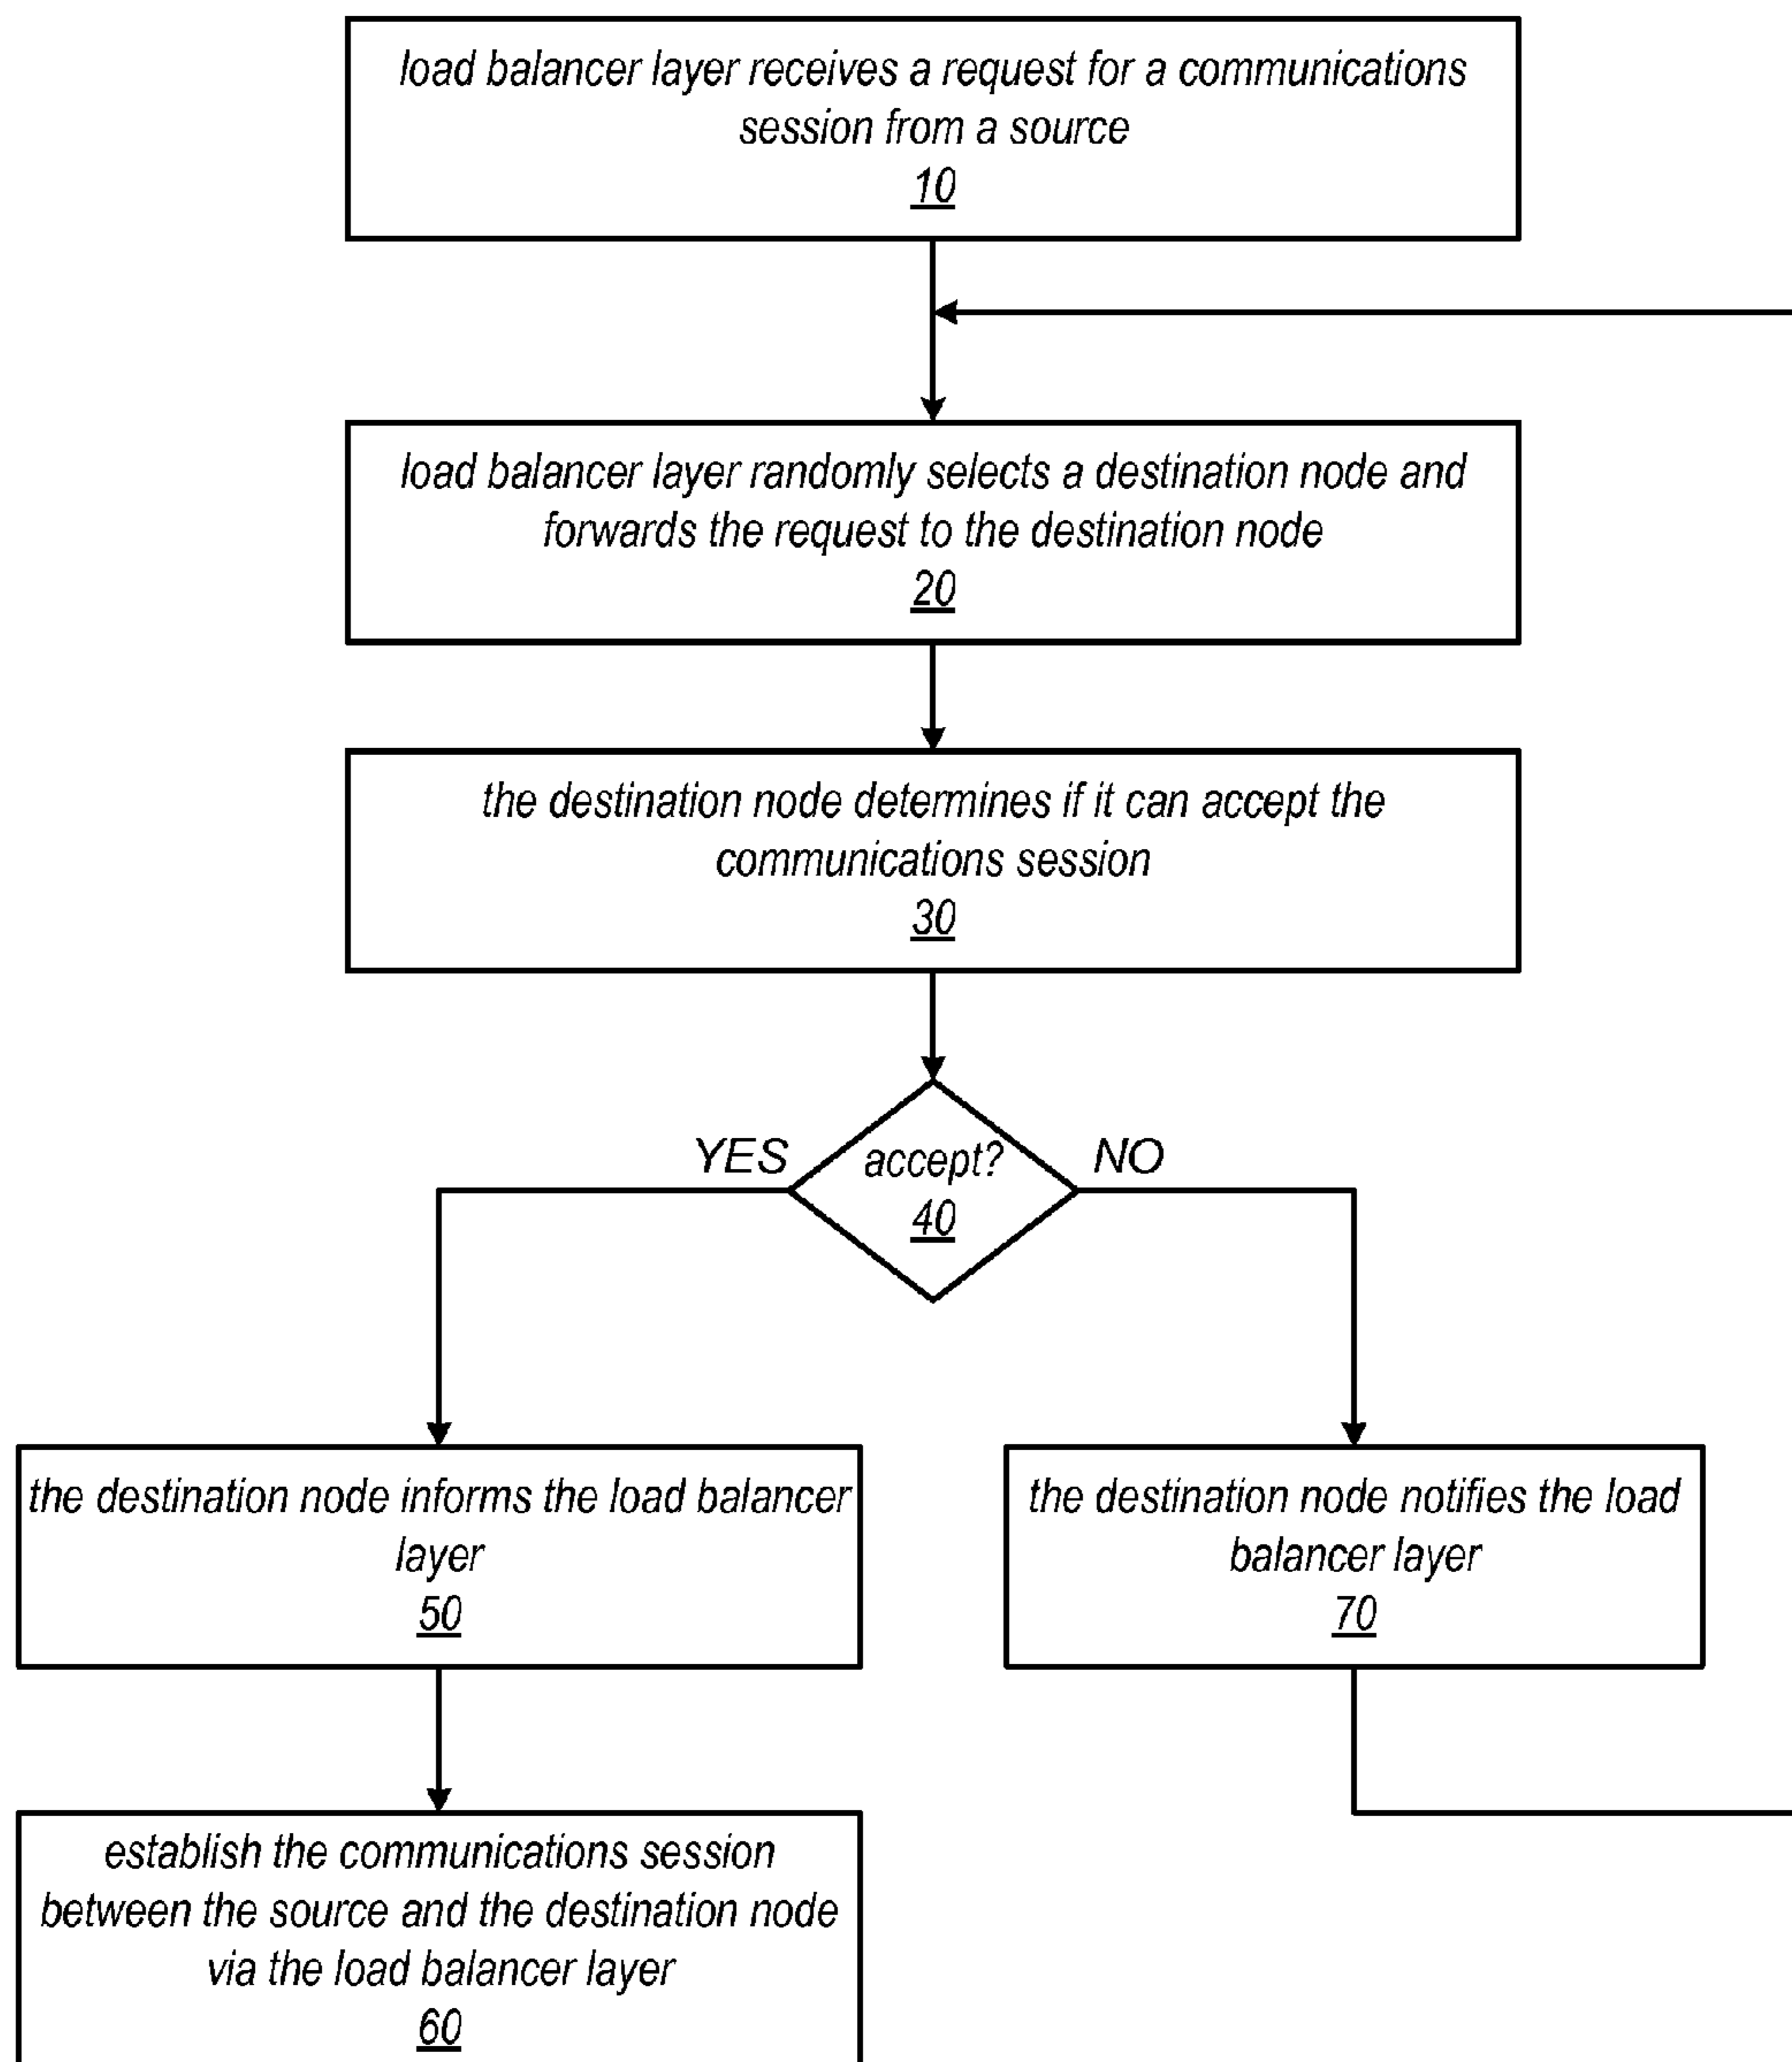 load balancer layer receives a request for a communications
session from a source
10
load balancer layer randomly selects a destination node and
forwards the request to the destination node
20
the destination node determines if it can accept the
communications session
30
YES
accept?
40
NO
the destination node informs the load balancer
layer
50
the destination node notifies the load
balancer layer
70
establish the communications session
between the source and the destination node
via the load balancer layer
60